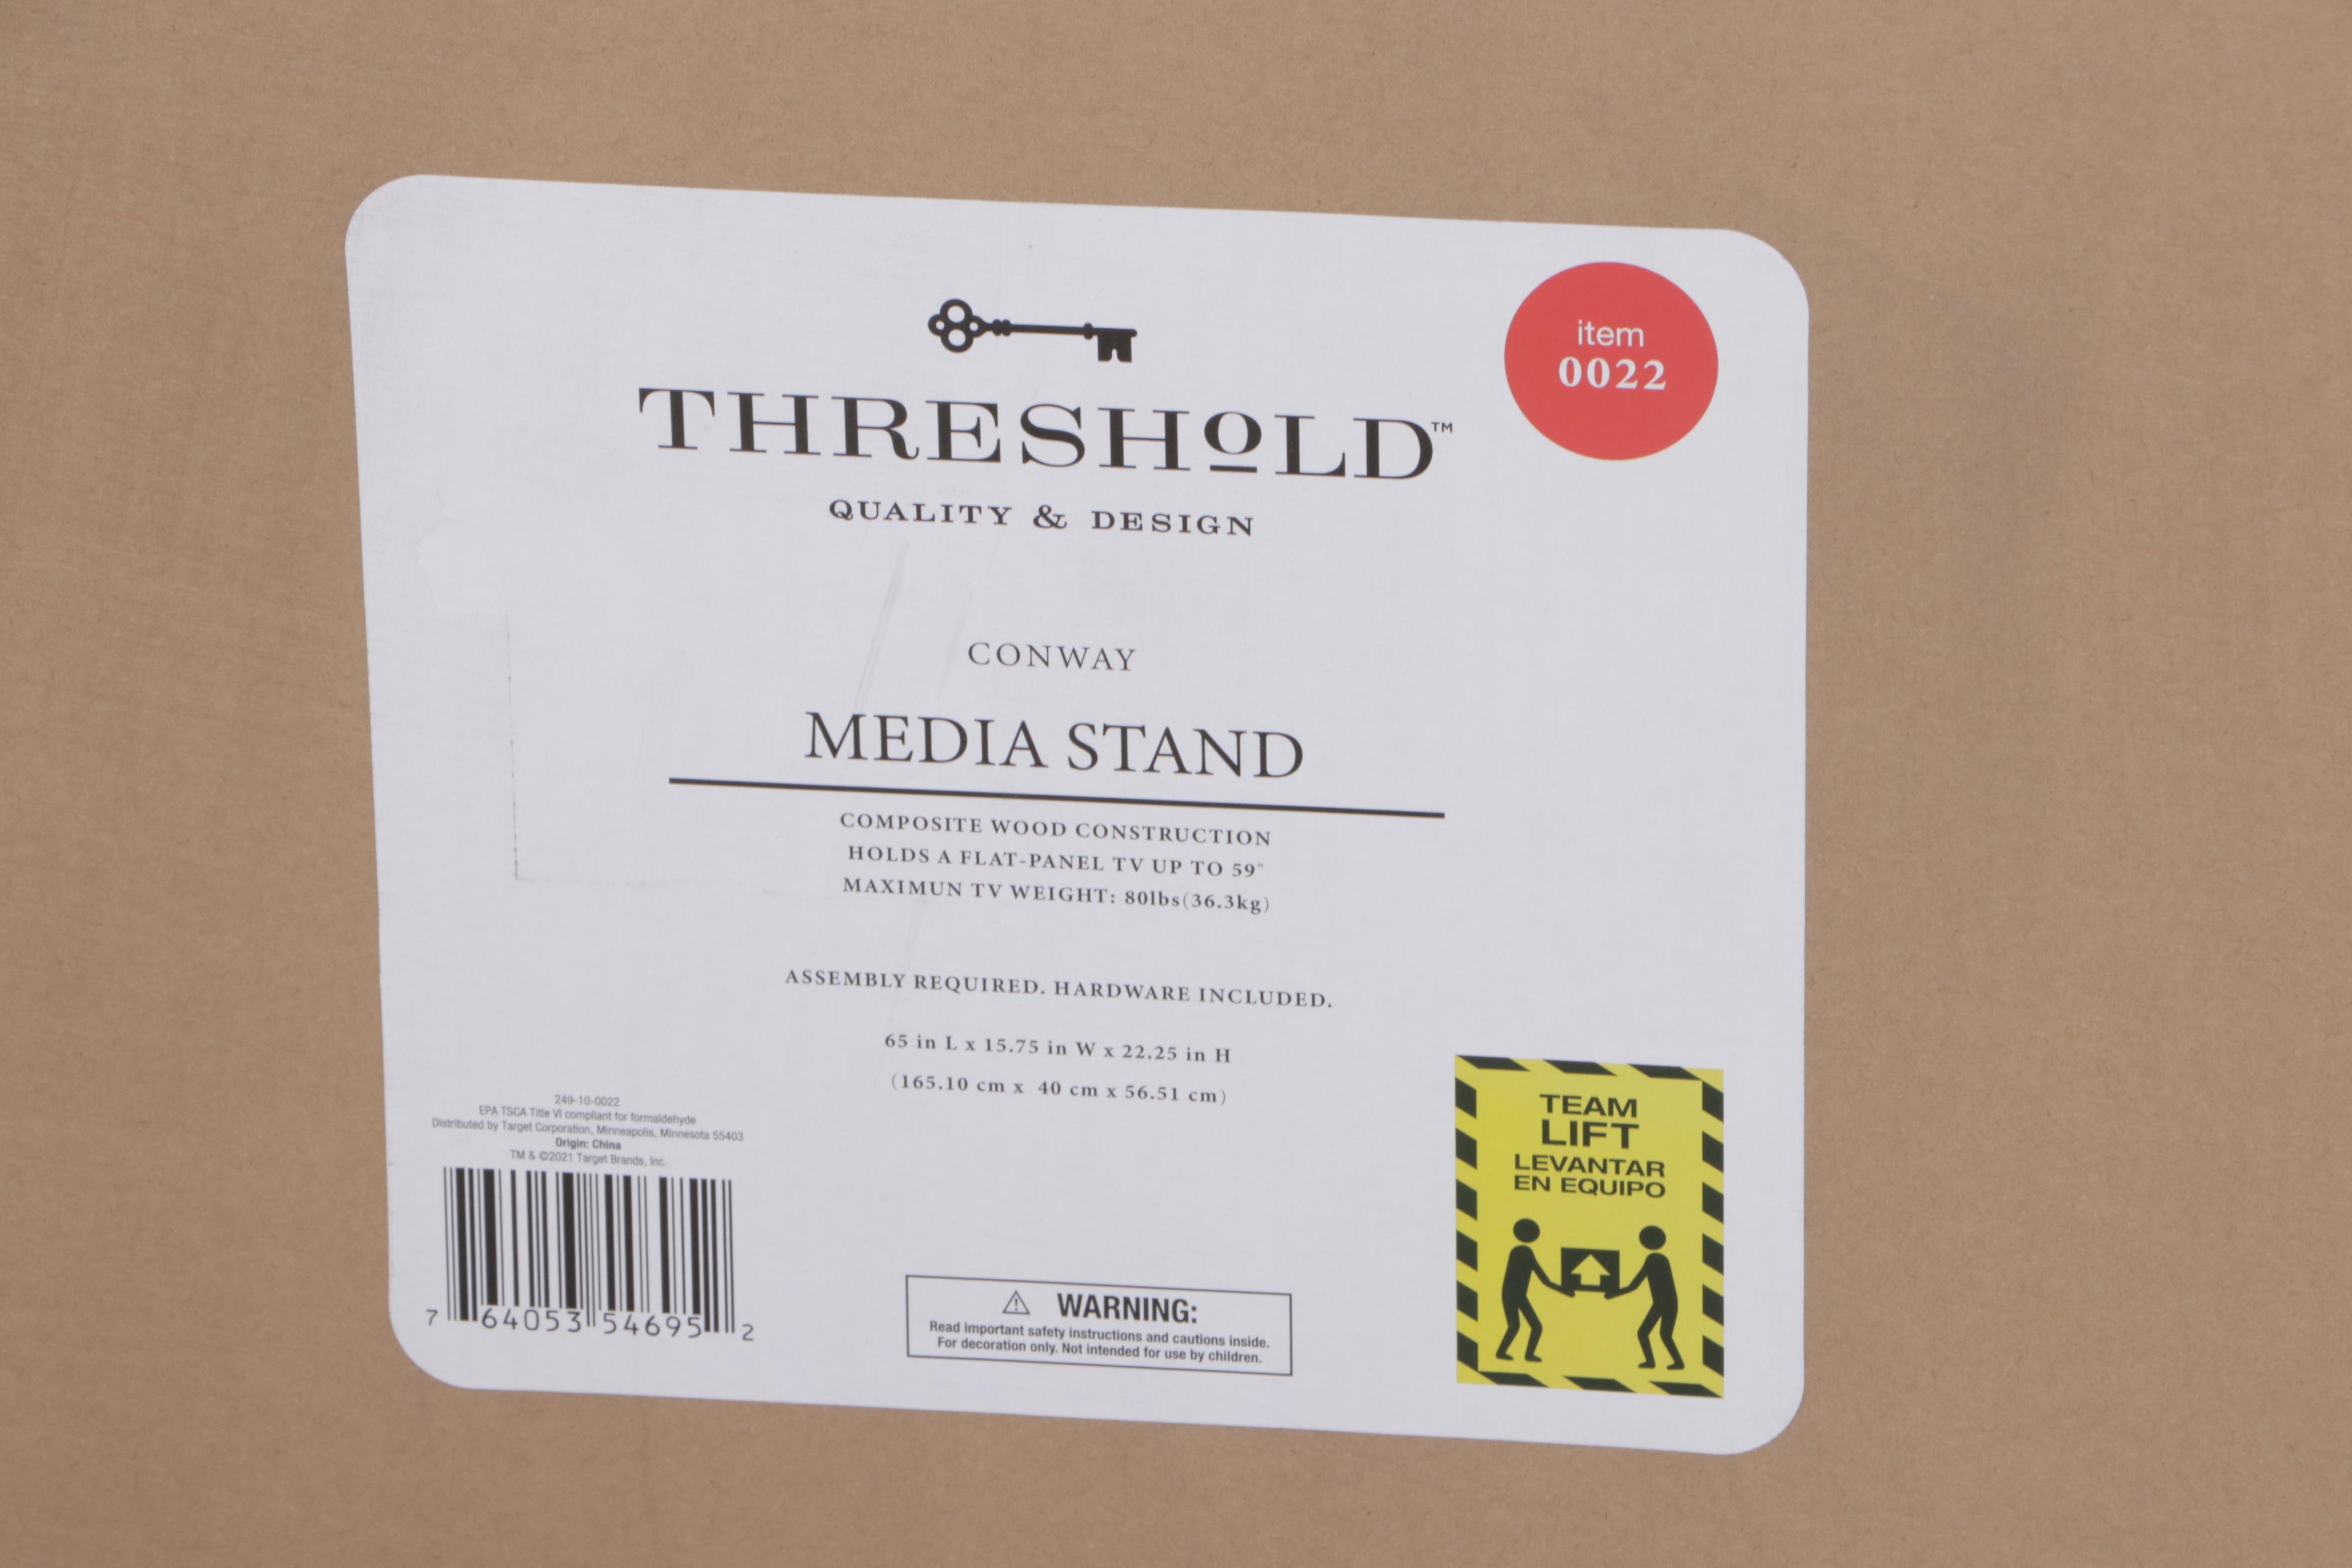 item
0022
THRESHOLD™
QUALITY & DESIGN
CONWAY
MEDIA STAND
COMPOSITE WOOD CONSTRUCTION
HOLDS A FLAT-PANEL TV UP TO 59"
MAXIMUN TV WEIGHT: 80lbs(36.3kg)
ASSEMBLY REQUIRED. HARDWARE INCLUDED.
65 in L x 15.75 in W x 22.25 in H
(165.10 cm x 40 cm x 56.51 cm)
249-10-0022
EPA TSCA Title VI compliant for formaldehyde
Distributed by Target Corporation, Minneapolis, Minnesota 55403
Origin: China
TM & ©2021 Target Brands, Inc.
7 64053 54695 2
⚠ WARNING:
Read important safety instructions and cautions inside.
For decoration only. Not intended for use by children.
TEAM
LIFT
LEVANTAR
EN EQUIPO